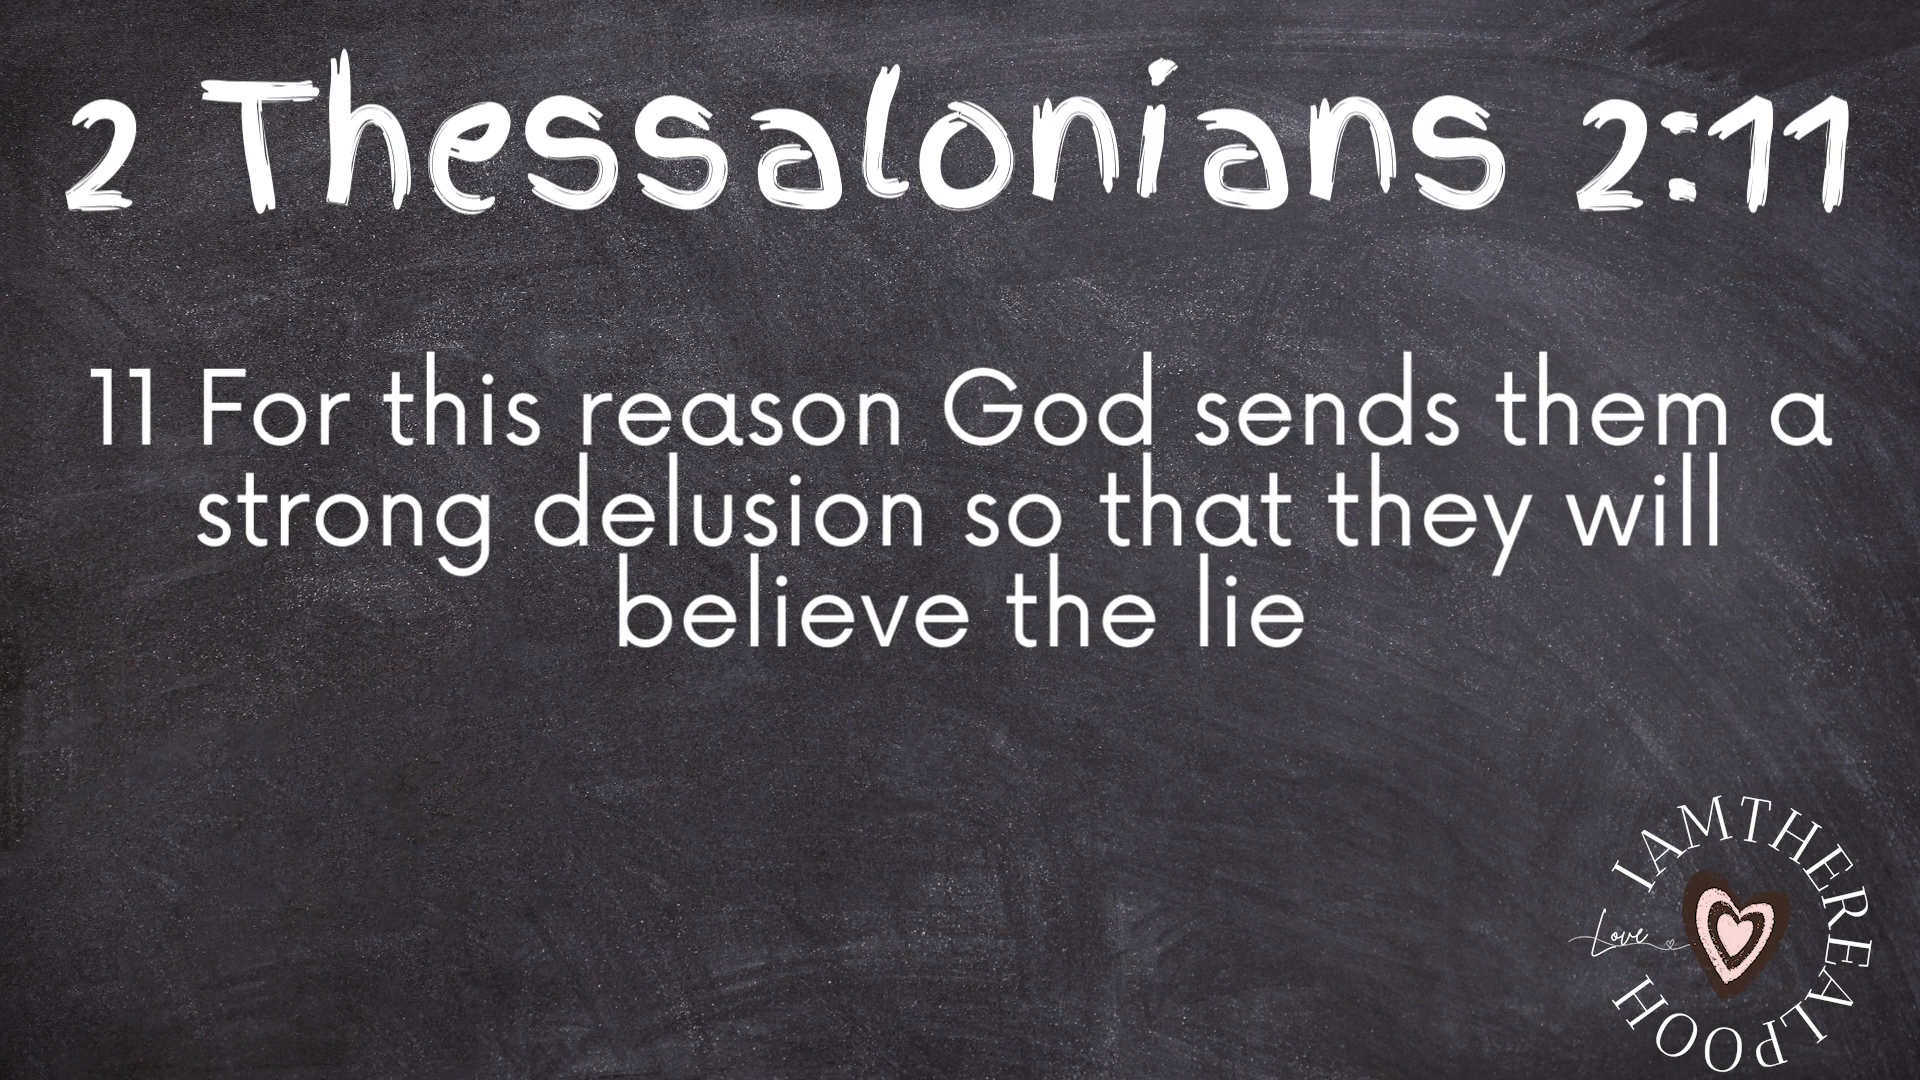 2 Thessalonians 2:11
11 For this reason God sends them a
strong delusion so that they will
believe the lie
IAMTHEREALPOOH
Love